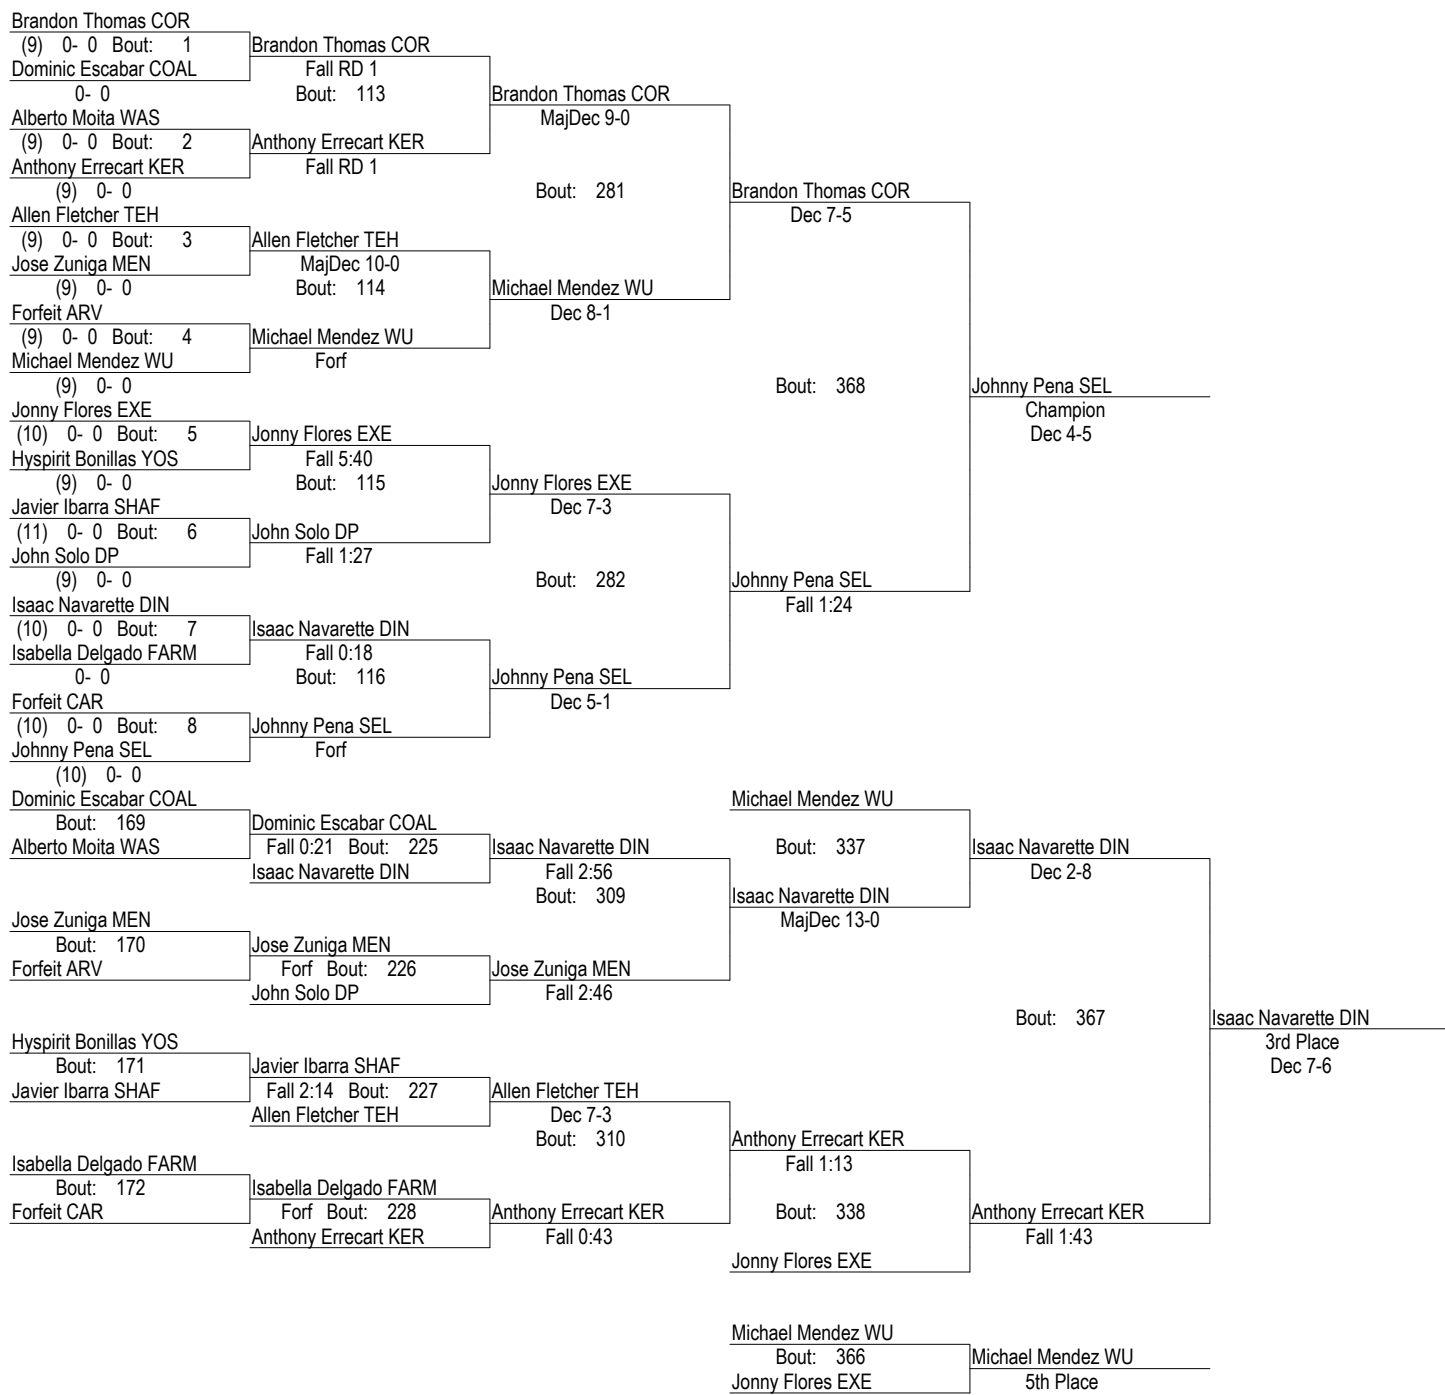 Brandon Thomas COR
(9) 0- 0 Bout: 1 Brandon Thomas COR
Dominic Escabar COAL Fall RD 1
0- 0 Bout: 113 Brandon Thomas COR
Alberto Moita WAS MajDec 9-0
(9) 0- 0 Bout: 2 Anthony Errecart KER
Anthony Errecart KER Fall RD 1
(9) 0- 0 Bout: 281 Brandon Thomas COR
Allen Fletcher TEH Dec 7-5
(9) 0- 0 Bout: 3 Allen Fletcher TEH
Jose Zuniga MEN MajDec 10-0
(9) 0- 0 Bout: 114 Michael Mendez WU
Forfeit ARV Dec 8-1
(9) 0- 0 Bout: 4 Michael Mendez WU
Michael Mendez WU Forf
(9) 0- 0 Bout: 368 Johnny Pena SEL
Jonny Flores EXE Champion
(10) 0- 0 Bout: 5 Jonny Flores EXE Dec 4-5
Hyspirit Bonillas YOS Fall 5:40
(9) 0- 0 Bout: 115 Jonny Flores EXE
Javier Ibarra SHAF Dec 7-3
(11) 0- 0 Bout: 6 John Solo DP
John Solo DP Fall 1:27
(9) 0- 0 Bout: 282 Johnny Pena SEL
Isaac Navarette DIN Fall 1:24
(10) 0- 0 Bout: 7 Isaac Navarette DIN
Isabella Delgado FARM Fall 0:18
0- 0 Bout: 116 Johnny Pena SEL
Forfeit CAR Dec 5-1
(10) 0- 0 Bout: 8 Johnny Pena SEL
Johnny Pena SEL Forf
(10) 0- 0
Dominic Escabar COAL Michael Mendez WU
Bout: 169 Dominic Escabar COAL
Alberto Moita WAS Fall 0:21 Bout: 225 Isaac Navarette DIN Bout: 337 Isaac Navarette DIN
Isaac Navarette DIN Fall 2:56 Dec 2-8
Bout: 309 Isaac Navarette DIN
Jose Zuniga MEN MajDec 13-0
Bout: 170 Jose Zuniga MEN
Forfeit ARV Forf Bout: 226 Jose Zuniga MEN
John Solo DP Fall 2:46
Bout: 367 Isaac Navarette DIN
Hyspirit Bonillas YOS 3rd Place
Bout: 171 Javier Ibarra SHAF Dec 7-6
Javier Ibarra SHAF Fall 2:14 Bout: 227 Allen Fletcher TEH
Allen Fletcher TEH Dec 7-3
Bout: 310 Anthony Errecart KER
Isabella Delgado FARM Fall 1:13
Bout: 172 Isabella Delgado FARM
Forfeit CAR Forf Bout: 228 Anthony Errecart KER Bout: 338 Anthony Errecart KER
Anthony Errecart KER Fall 0:43 Fall 1:43
Jonny Flores EXE
Michael Mendez WU
Bout: 366 Michael Mendez WU
Jonny Flores EXE 5th Place